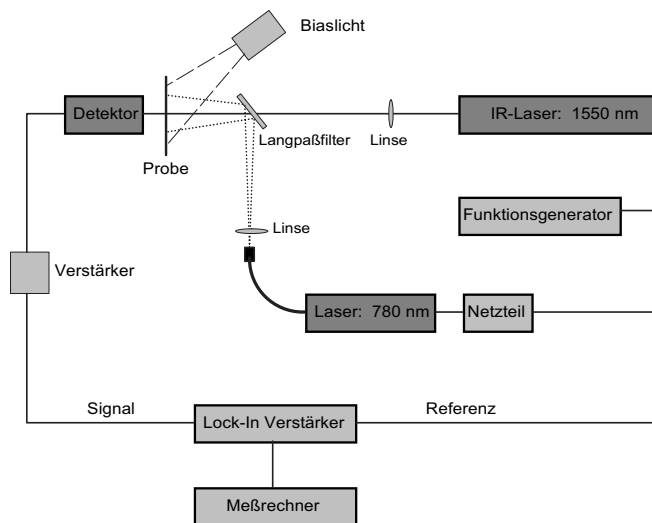 Biaslicht
Detektor
IR-Laser: 1550 nm
Langpaßfilter
Linse
Probe
Funktionsgenerator
Linse
Verstärker
Laser: 780 nm
Netzteil
Signal
Lock-In Verstärker
Referenz
Meßrechner